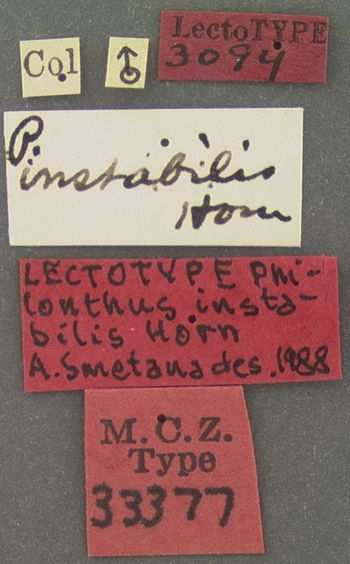 Col
♂
LectoTYPE
3094
P.
instabilis
Horn
LECTOTYPE Phi-
lonthus insta-
bilis Horn
A. Smetana des. 1988
M.C.Z.
Type
33377